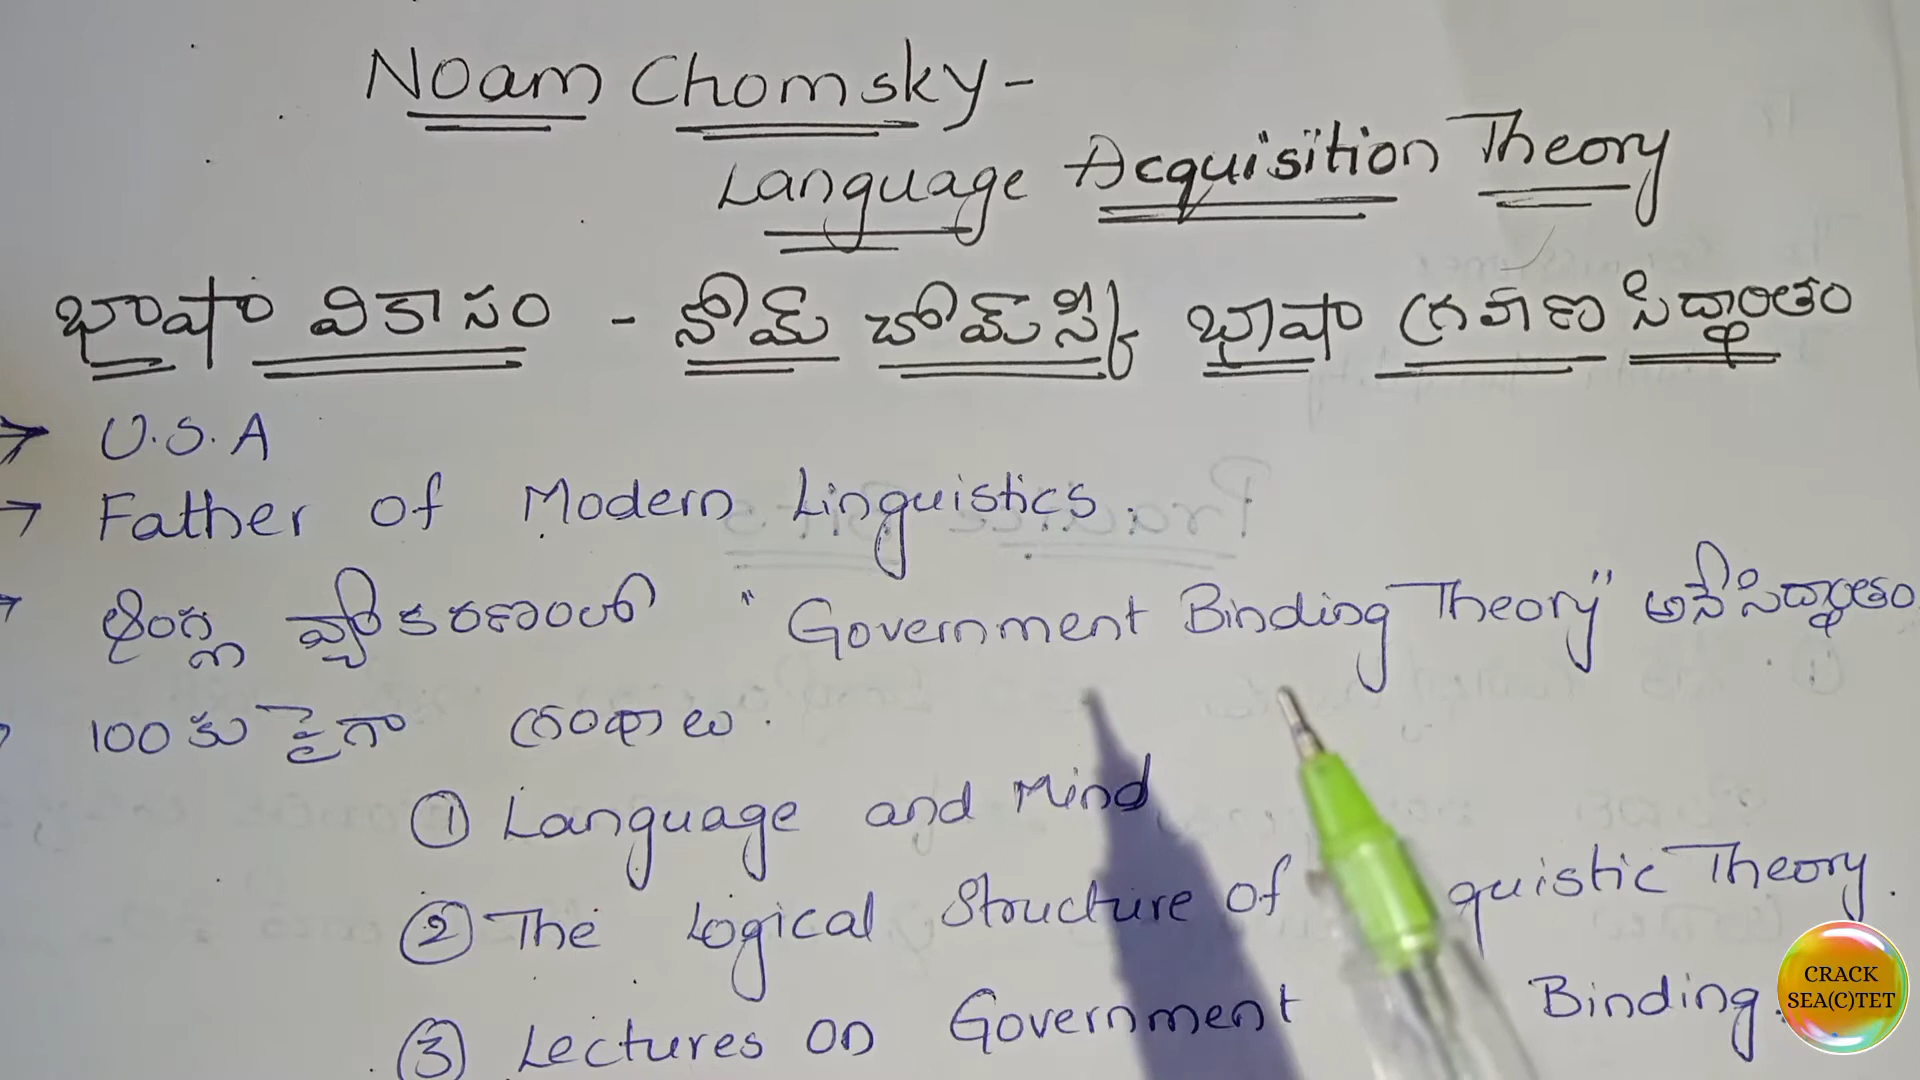 Noam Chomsky -
Language Acquisition Theory
భాషా వికాసం - నోమ్ చోమ్ స్కీ భాషా గ్రహణ సిద్ధాంతం
→ U.S.A
→ Father of Modern Linguistics.
→ ఆంగ్ల వ్యాకరణంలో "Government Binding Theory" అనే సిద్ధాంతం
100 కు పైగా గ్రంథాలు.
① Language and Mind
② The Logical Structure of quistic Theory.
③ Lectures on Government Binding.
CRACK
SEA(C)TET